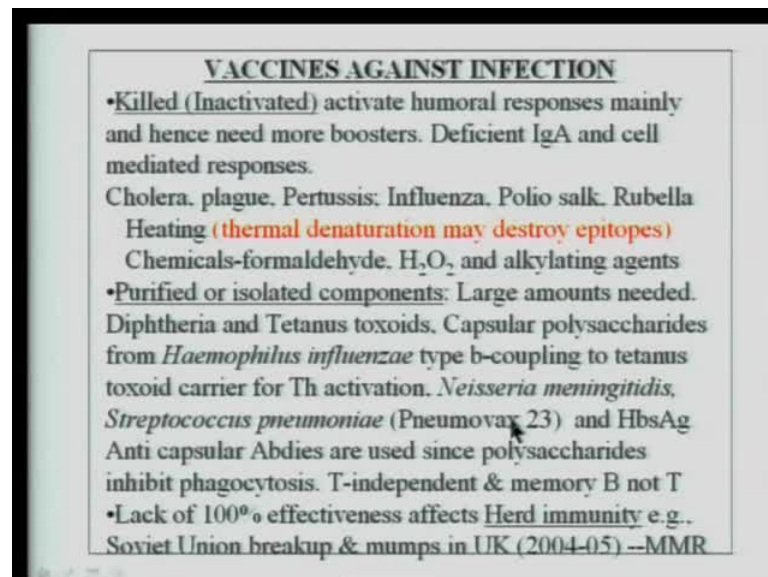 VACCINES AGAINST INFECTION
•Killed (Inactivated) activate humoral responses mainly
and hence need more boosters. Deficient IgA and cell
mediated responses.
Cholera, plague, Pertussis; Influenza, Polio salk, Rubella
Heating (thermal denaturation may destroy epitopes)
Chemicals-formaldehyde, H₂O₂ and alkylating agents
•Purified or isolated components: Large amounts needed.
Diphtheria and Tetanus toxoids, Capsular polysaccharides
from Haemophilus influenzae type b-coupling to tetanus
toxoid carrier for Th activation. Neisseria meningitidis,
Streptococcus pneumoniae (Pneumovax 23) and HbsAg
Anti capsular Abdies are used since polysaccharides
inhibit phagocytosis. T-independent & memory B not T
•Lack of 100% effectiveness affects Herd immunity e.g.,
Soviet Union breakup & mumps in UK (2004-05) --MMR